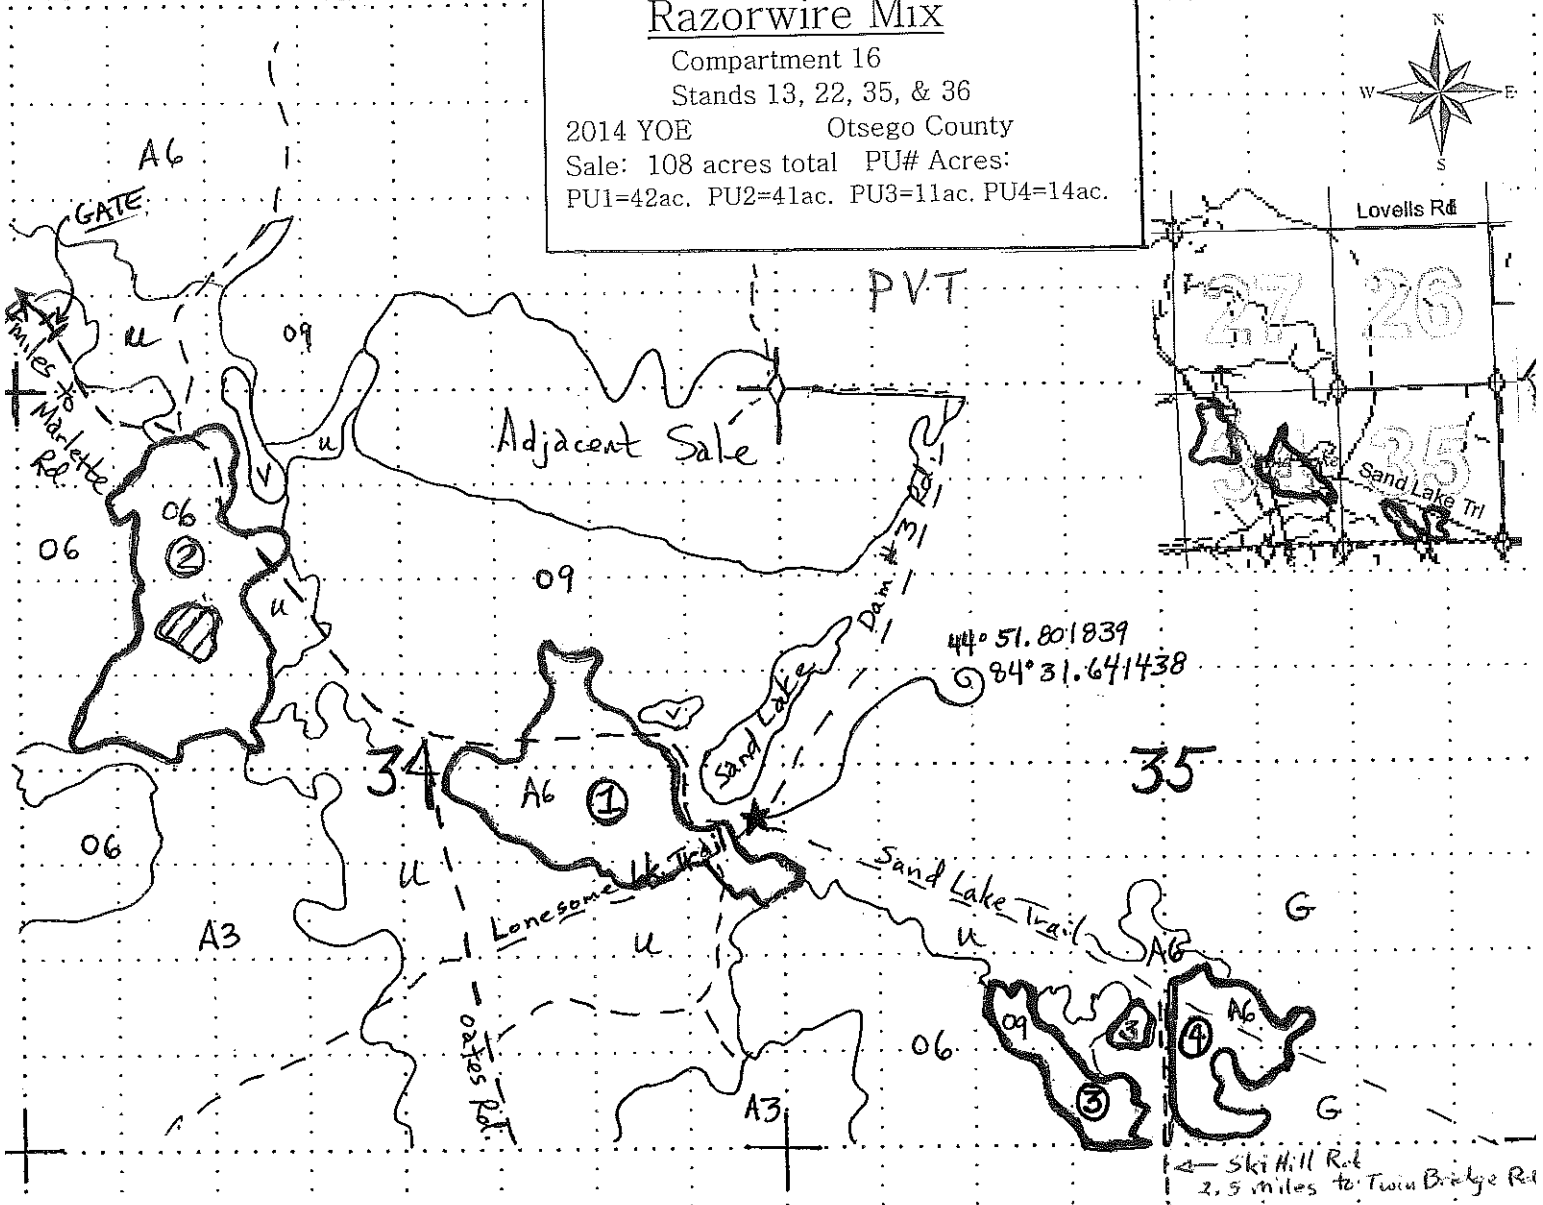 Razorwire Mix
Compartment 16
Stands 13, 22, 35, & 36
2014 YOE Otsego County
Sale: 108 acres total PU# Acres:
PU1=42ac. PU2=41ac. PU3=11ac. PU4=14ac.
N
W E
S
Lovells Rd
27 26
35
Sand Lake Trl
A6
GATE
PVT
u
09
miles to
Marlette
Rd.
u
Adjacent Sale
v
06
2
06
u
09
Dam #3 Rd.
44° 51.801839
84° 31.641438
Sand Lake
v
34
35
A6
1
06
u
Lonesome Lk. Trail
Sand Lake Trail
A3
u
u
G
A6
09
3
4
A6
06
Oates Rd.
A3
3
G
Ski Hill Rd
2.5 miles to Twin Bridge Rd